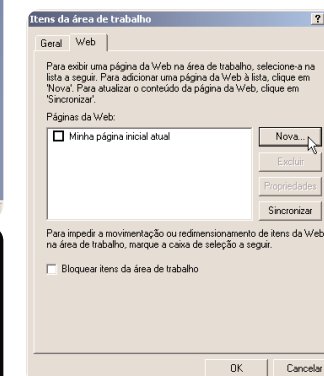 Itens da área de trabalho
?
Geral
Web
Para exibir uma página da Web na área de trabalho, selecione-a na
lista a seguir. Para adicionar uma página da Web à lista, clique em
'Nova'. Para atualizar o conteúdo da página da Web, clique em
'Sincronizar'.
Páginas da Web:
Minha página inicial atual
Nova...
Excluir
Propriedades
Sincronizar
Para impedir a movimentação ou redimensionamento de itens da Web
na área de trabalho, marque a caixa de seleção a seguir.
Bloquear itens da área de trabalho
OK
Cancelar